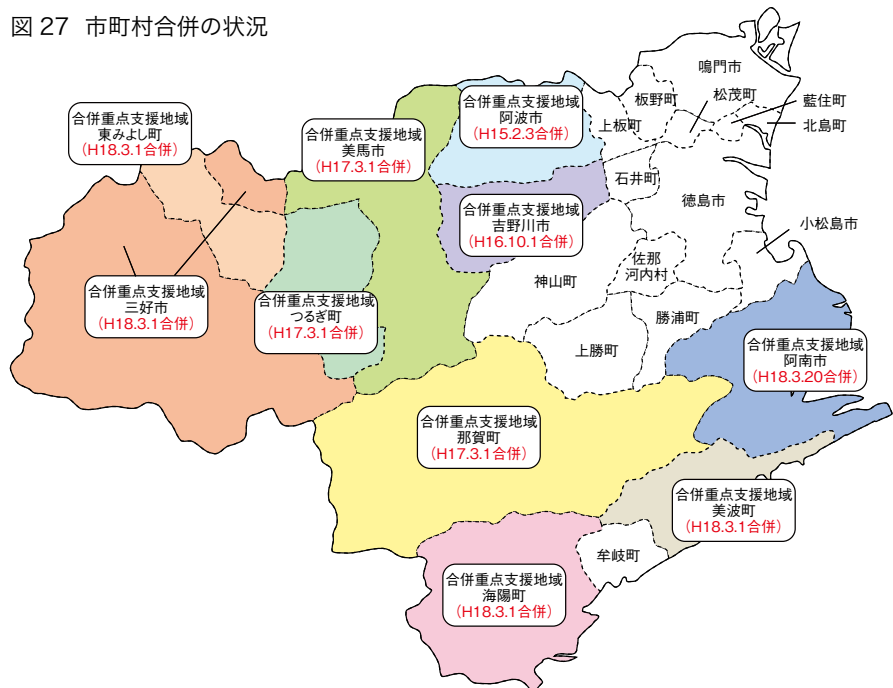 図 27 市町村合併の状況
鳴門市
松茂町
板野町
藍住町
上板町
北島町
合併重点支援地域
阿波市
(H15.2.3合併)
合併重点支援地域
東みよし町
(H18.3.1合併)
合併重点支援地域
美馬市
(H17.3.1合併)
石井町
徳島市
合併重点支援地域
吉野川市
(H16.10.1合併)
小松島市
佐那
河内村
神山町
合併重点支援地域
三好市
(H18.3.1合併)
合併重点支援地域
つるぎ町
(H17.3.1合併)
勝浦町
上勝町
合併重点支援地域
阿南市
(H18.3.20合併)
合併重点支援地域
那賀町
(H17.3.1合併)
合併重点支援地域
美波町
(H18.3.1合併)
牟岐町
合併重点支援地域
海陽町
(H18.3.1合併)